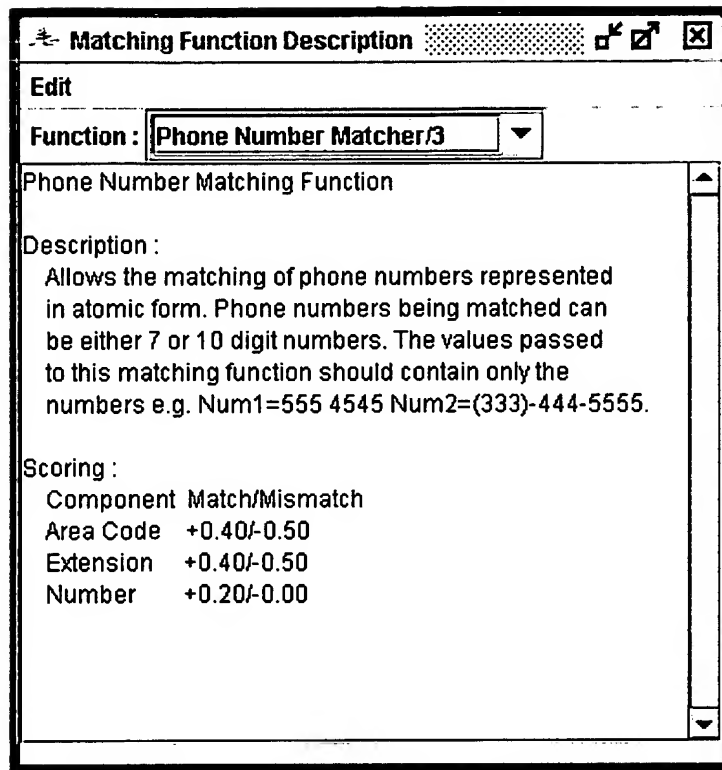 Matching Function Description
Edit
Function : Phone Number Matcher/3
Phone Number Matching Function
Description :
Allows the matching of phone numbers represented
in atomic form. Phone numbers being matched can
be either 7 or 10 digit numbers. The values passed
to this matching function should contain only the
numbers e.g. Num1=555 4545 Num2=(333)-444-5555.
Scoring :
Component Match/Mismatch
Area Code +0.40/-0.50
Extension +0.40/-0.50
Number +0.20/-0.00